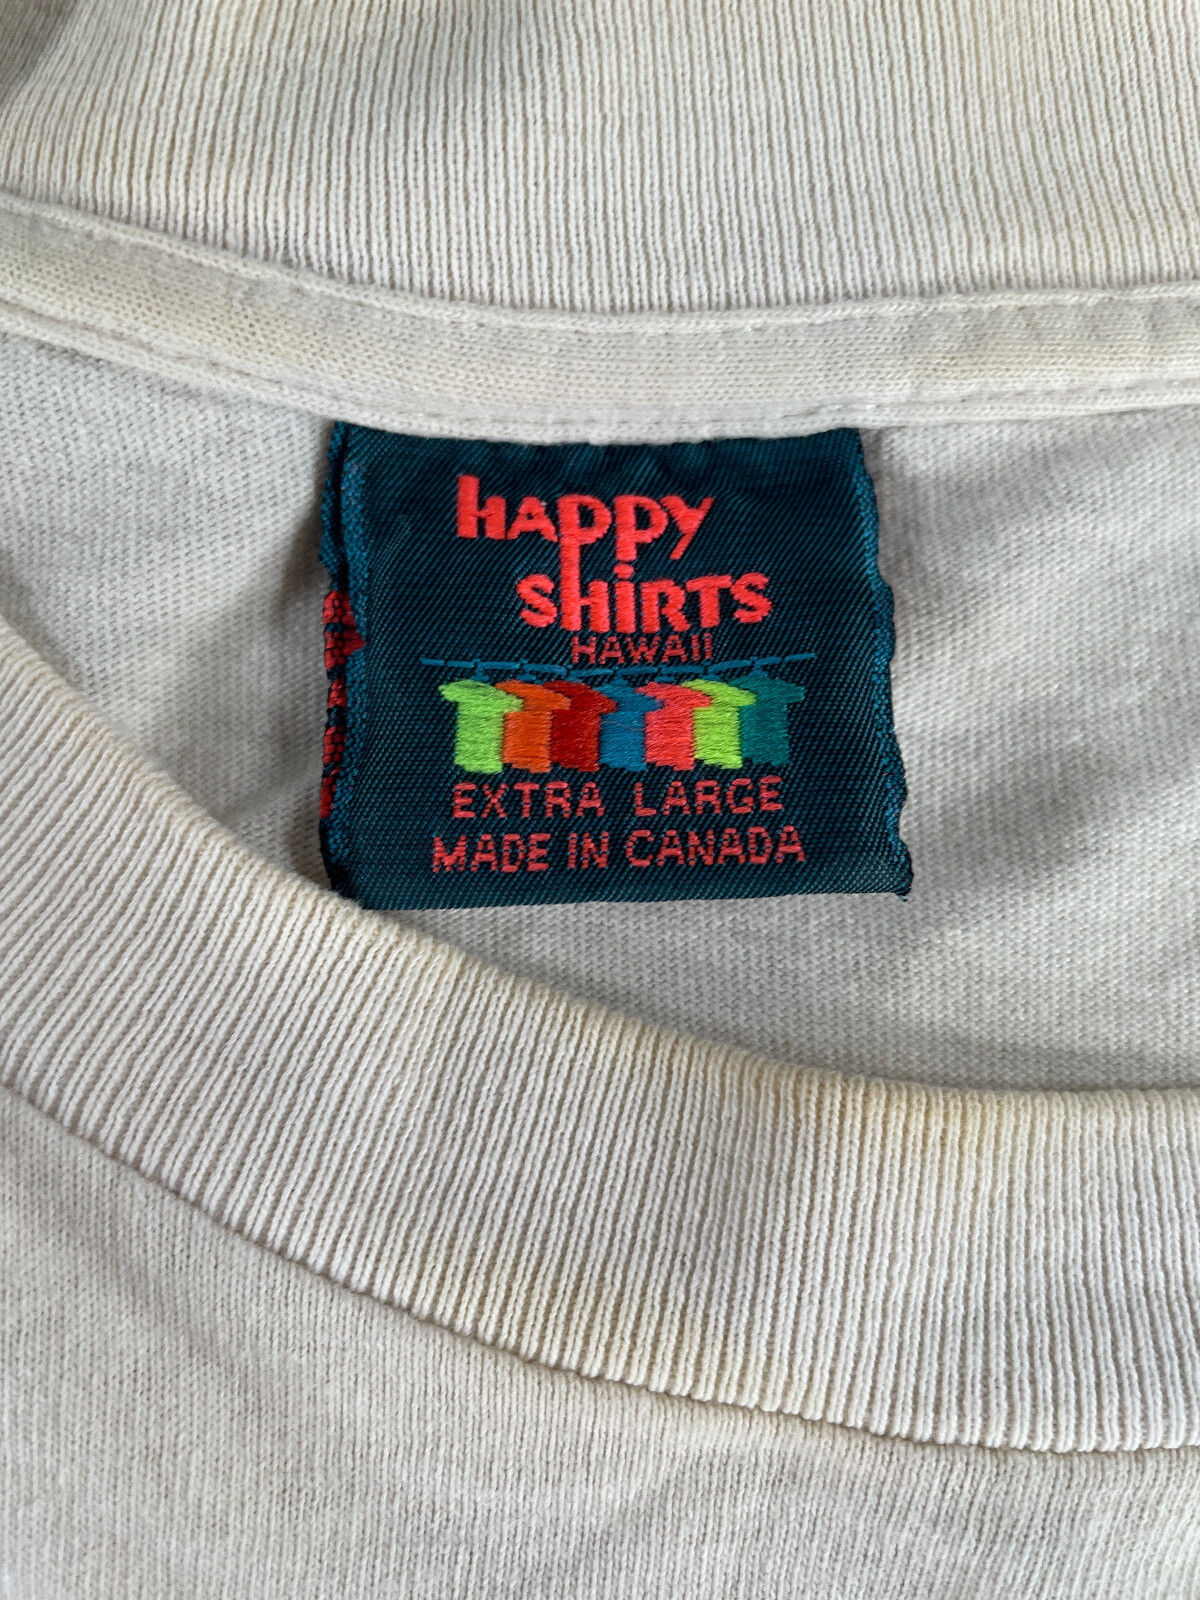 HAPPY
SHIRTS
HAWAII
EXTRA LARGE
MADE IN CANADA